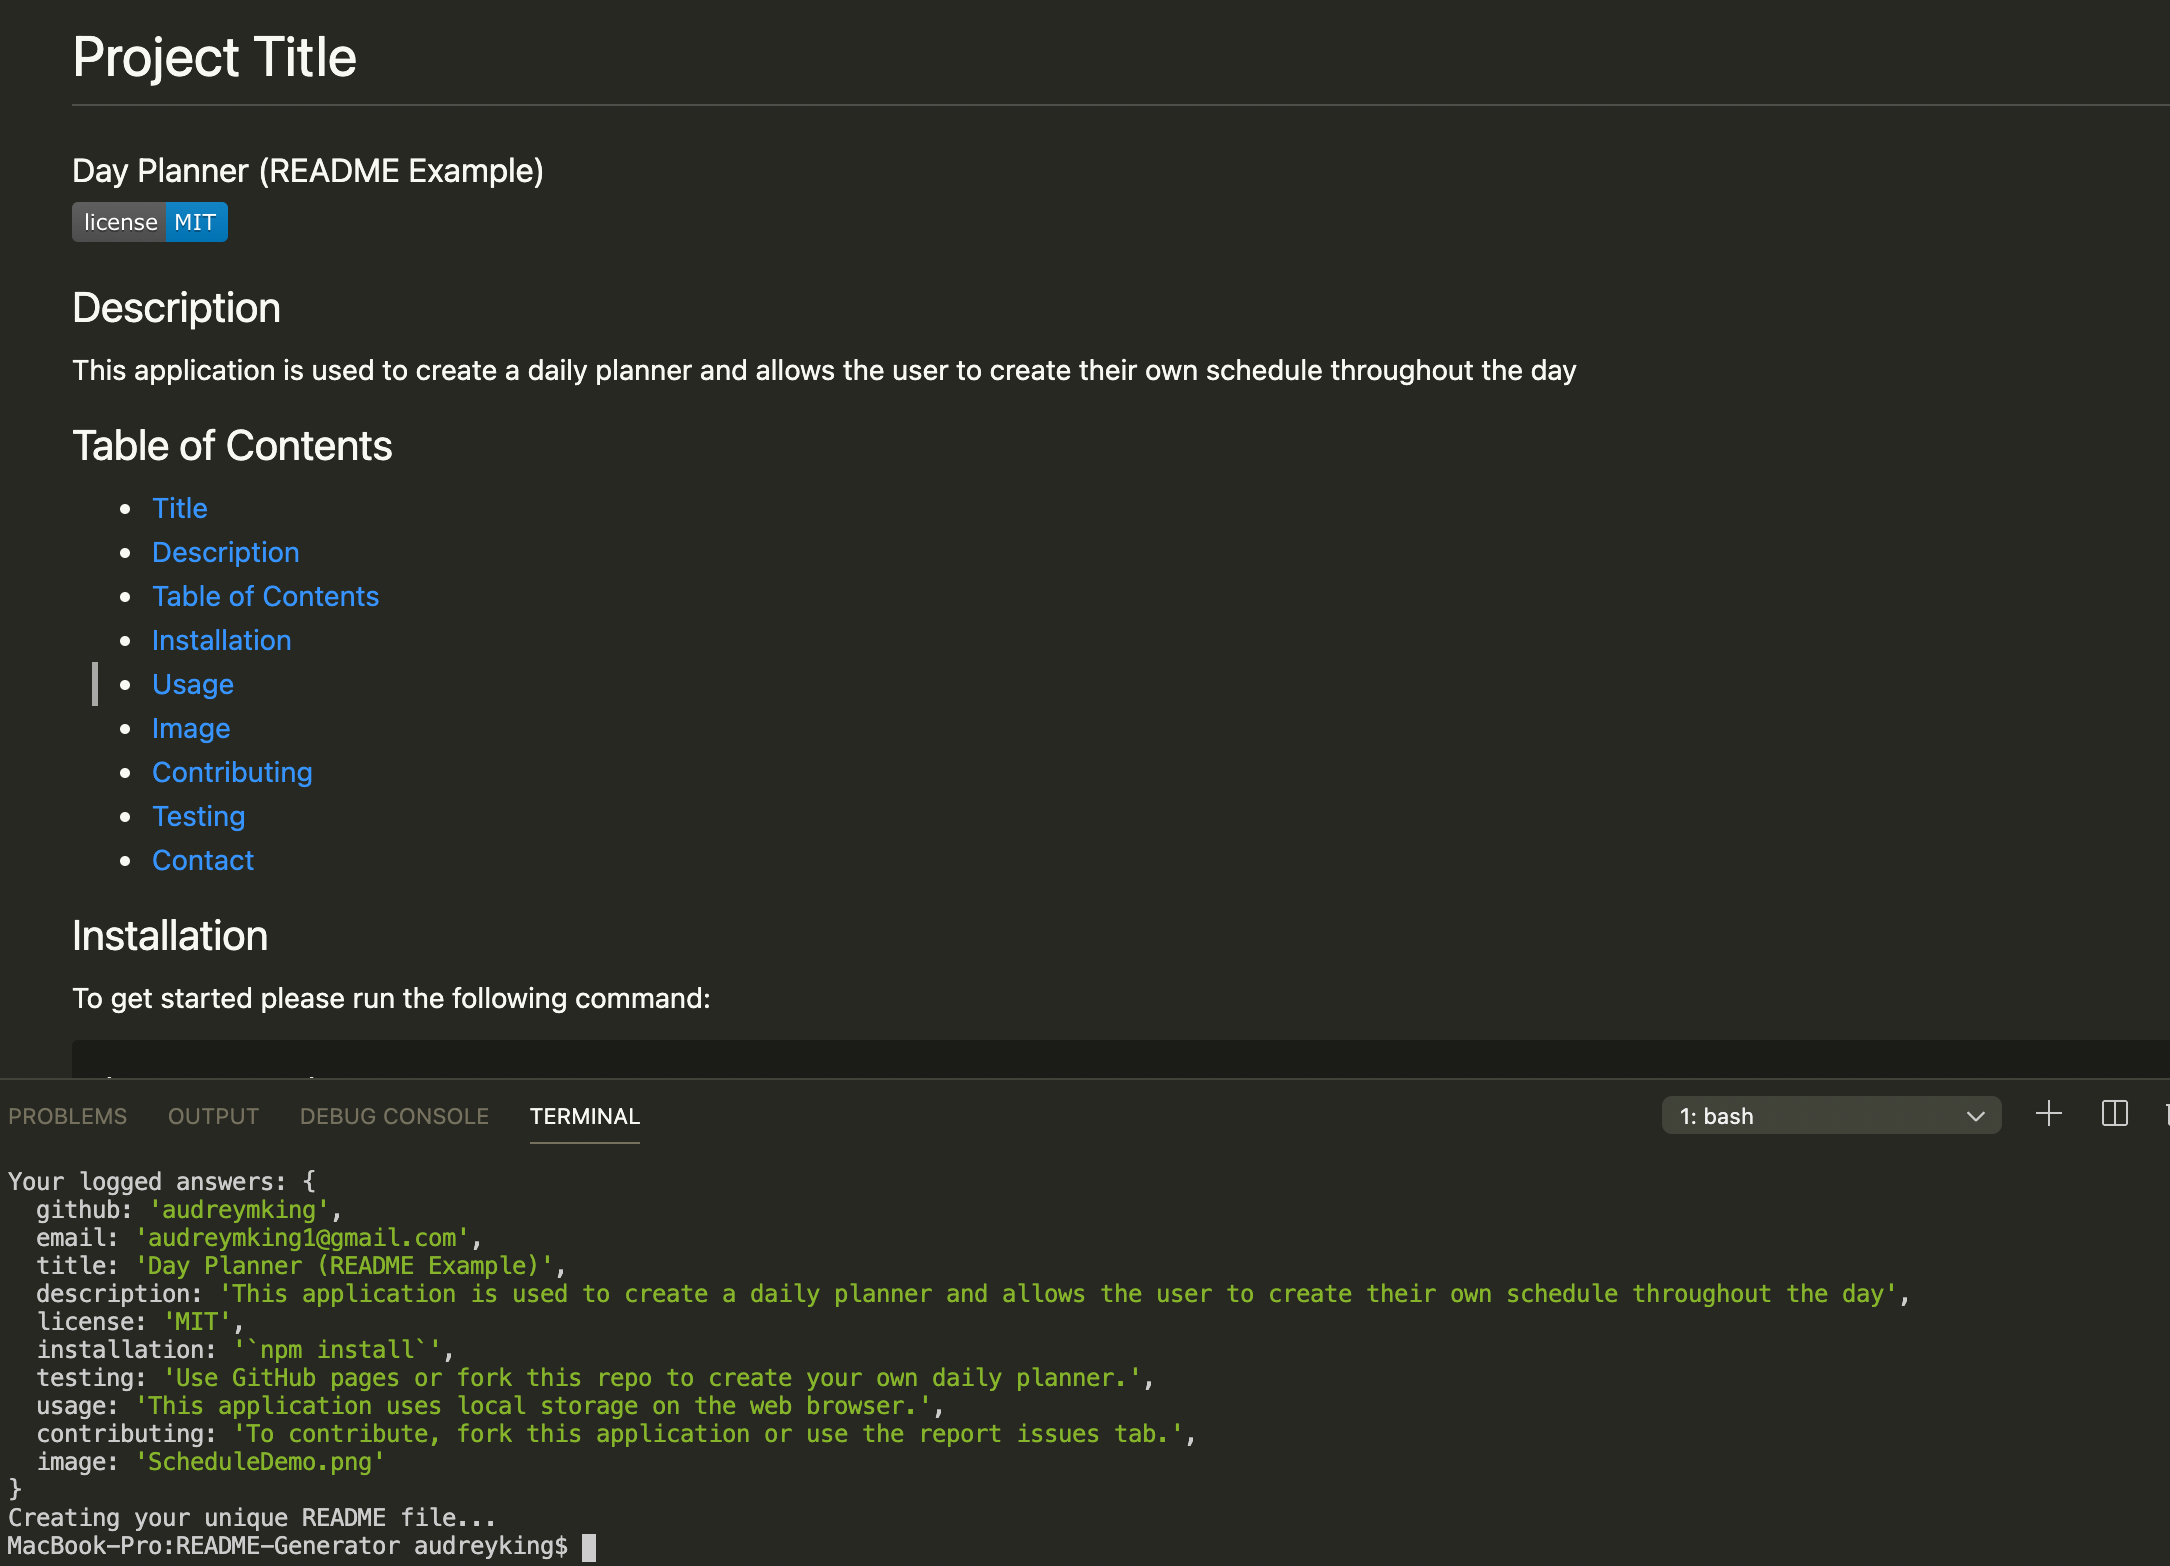 Project Title
Day Planner (README Example)
license MIT
Description
This application is used to create a daily planner and allows the user to create their own schedule throughout the day
Table of Contents
Title
Description
Table of Contents
Installation
Usage
Image
Contributing
Testing
Contact
Installation
To get started please run the following command:
PROBLEMS OUTPUT DEBUG CONSOLE TERMINAL 1: bash
Your logged answers: {
  github: 'audreymking',
  email: 'audreymking1@gmail.com',
  title: 'Day Planner (README Example)',
  description: 'This application is used to create a daily planner and allows the user to create their own schedule throughout the day',
  license: 'MIT',
  installation: '`npm install`',
  testing: 'Use GitHub pages or fork this repo to create your own daily planner.',
  usage: 'This application uses local storage on the web browser.',
  contributing: 'To contribute, fork this application or use the report issues tab.',
  image: 'ScheduleDemo.png'
}
Creating your unique README file...
MacBook-Pro:README-Generator audreyking$